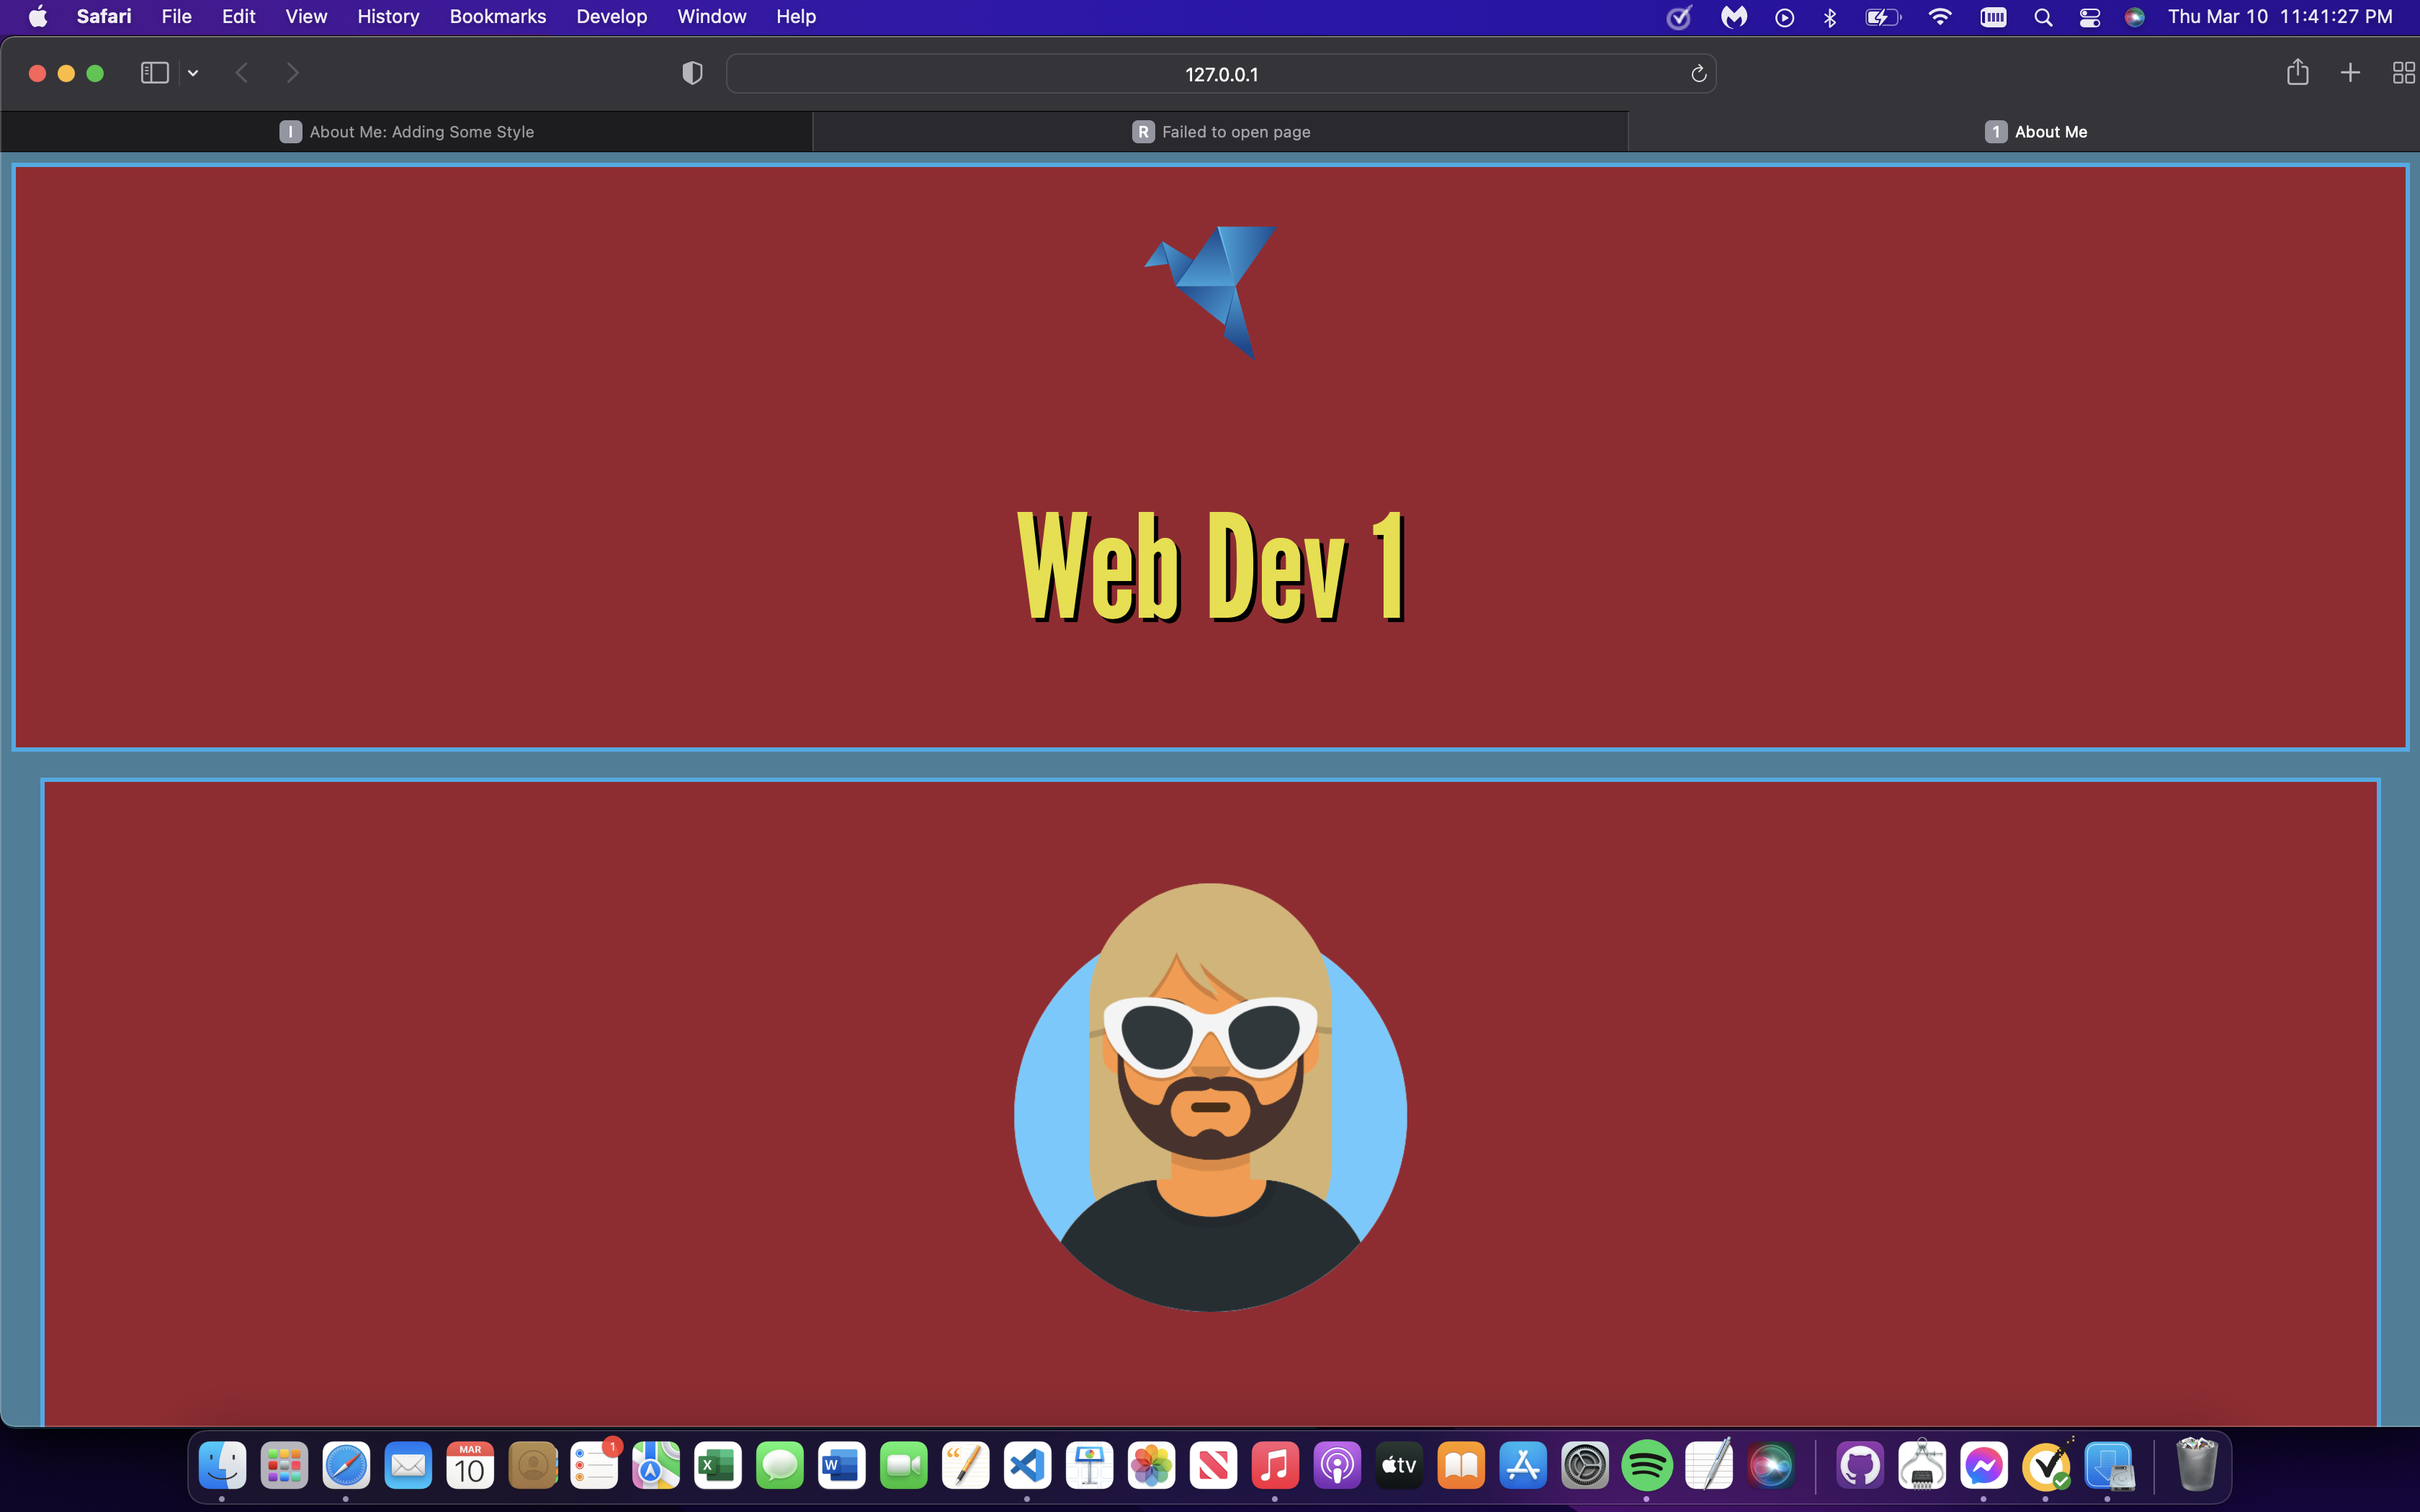 Safari File Edit View History Bookmarks Develop Window Help Thu Mar 10 11:41:27 PM
127.0.0.1
I About Me: Adding Some Style R Failed to open page 1 About Me
Web Dev 1
MAR
10
1
X
W
tv